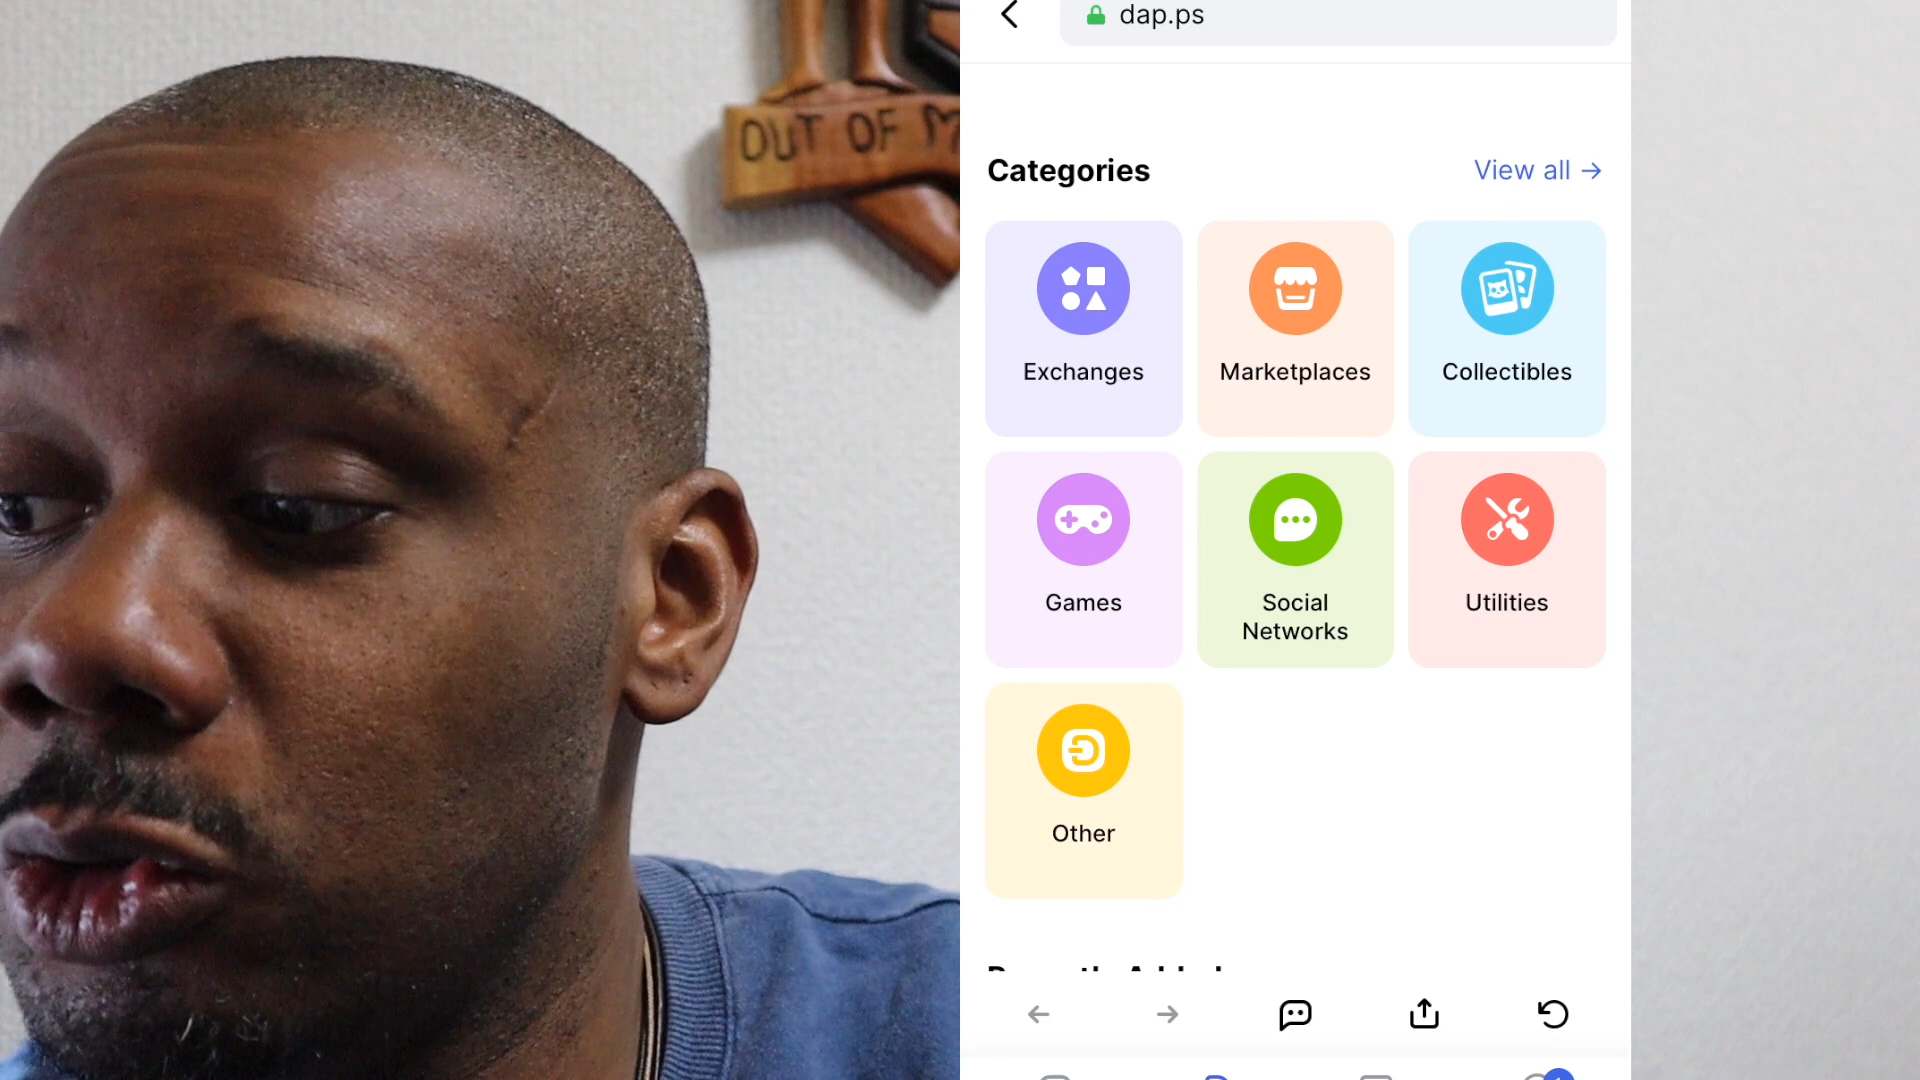 OUT OF
dap.ps
Categories
View all →
Exchanges
Marketplaces
Collectibles
Games
Social
Networks
Utilities
Other